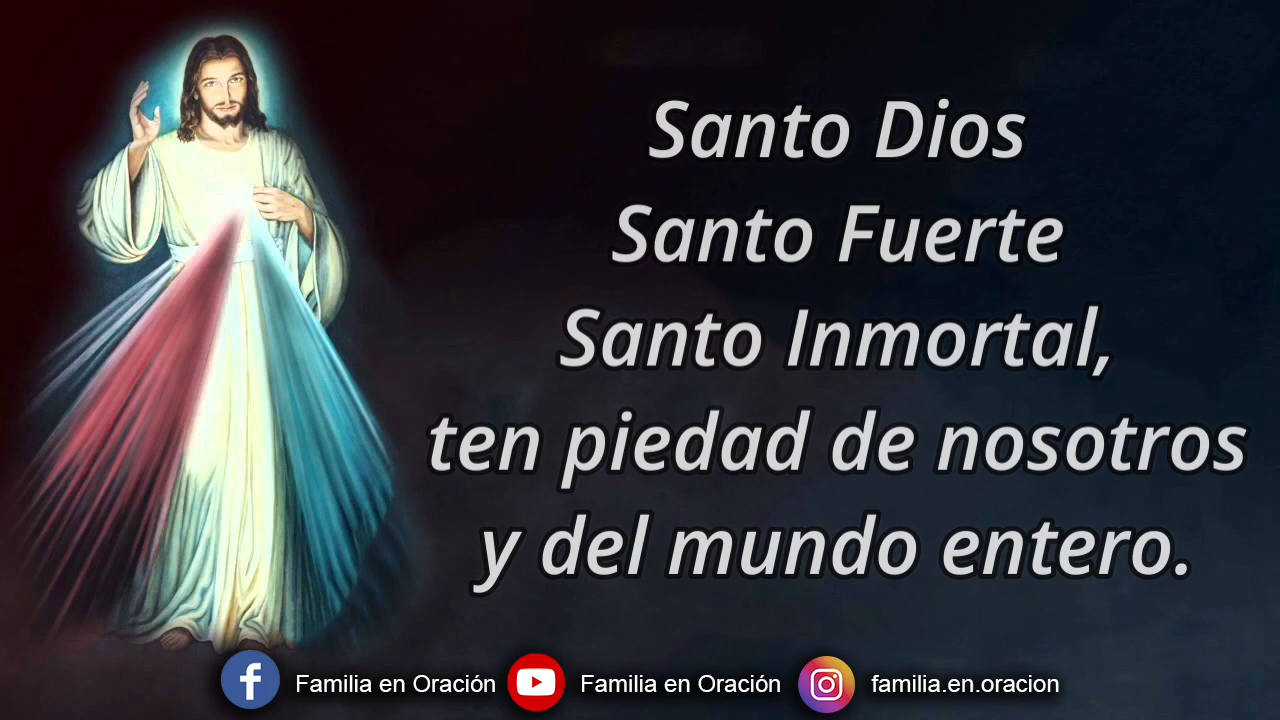 Santo Dios
Santo Fuerte
Santo Inmortal,
ten piedad de nosotros
y del mundo entero.
Familia en Oración Familia en Oración familia.en.oracion